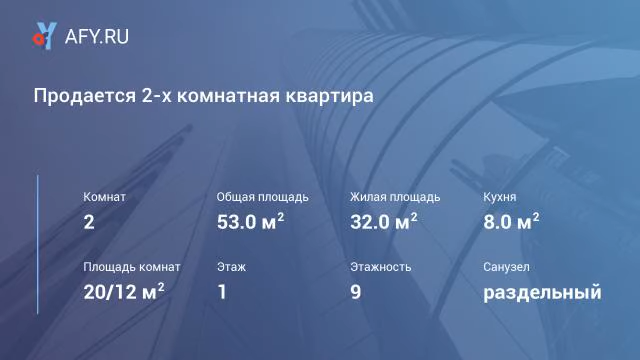 AFY.RU
Продается 2-х комнатная квартира
Комнат Общая площадь Жилая площадь Кухня
2 53.0 м² 32.0 м² 8.0 м²
Площадь комнат Этаж Этажность Санузел
20/12 м² 1 9 раздельный